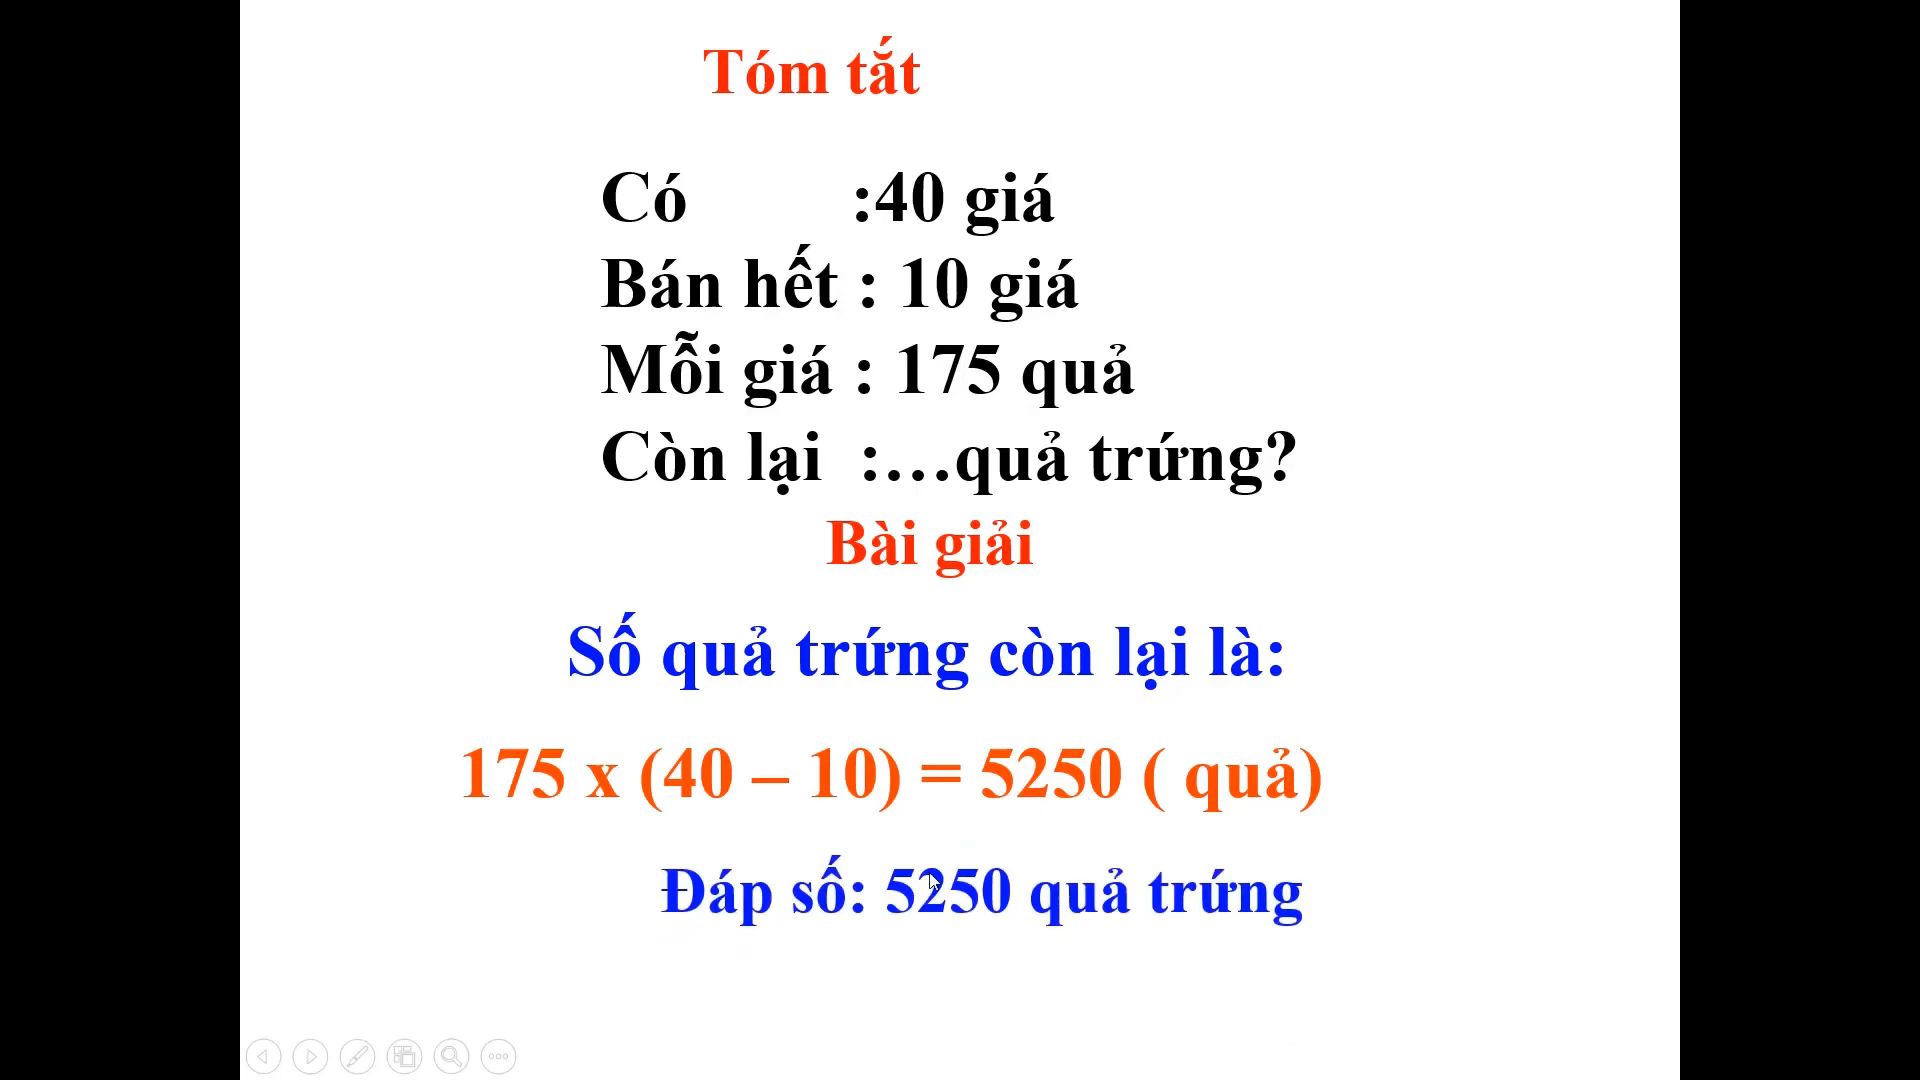 Tóm tắt
Có :40 giá
Bán hết : 10 giá
Mỗi giá : 175 quả
Còn lại :…quả trứng?
Bài giải
Số quả trứng còn lại là:
175 x (40 – 10) = 5250 ( quả)
Đáp số: 5250 quả trứng